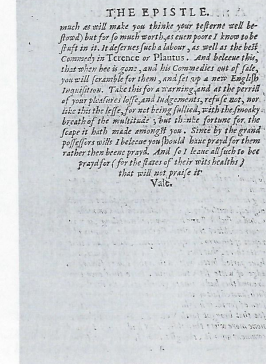 THE EPISTLE.
much as will make you thinke your testerne well be-
stowd) but for so much worth, as euen poore I know to be
stuft in it. It deserues such a labour, as well as the best
Commedy in Terence or Plautus. And beleeue this,
that when hee is gone, and his Commedies out of sale,
you will scramble for them, and set vp a new English
Inquisition. Take this for a warning, and at the perrill
of your pleasures losse, and Iudgements, refuse not, nor
like this the lesse, for not being sullied, with the smoaky
breath of the multitude; but thanke fortune for the
scape it hath made amongst you. Since by the grand
possessors wills I beleeue you should haue prayd for them
rather then beene prayd. And so I leaue all such to bee
prayd for (for the states of their wits healths)
that will not praise it
Vale.